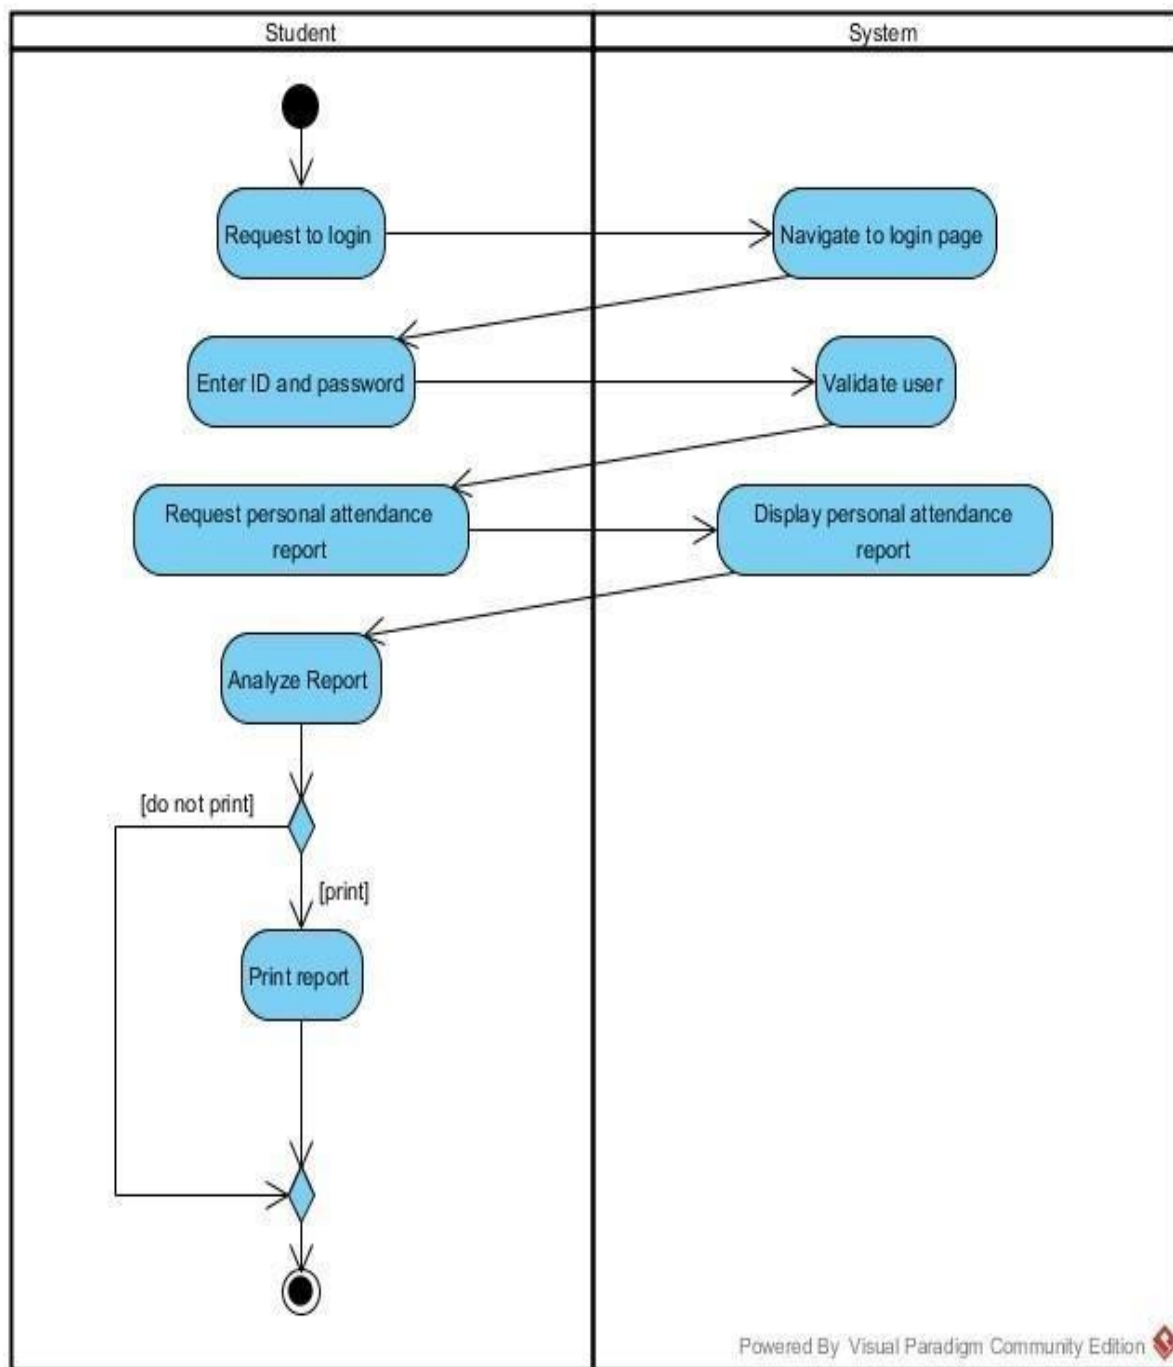 Student
System
Request to login
Navigate to login page
Enter ID and password
Validate user
Request personal attendance
report
Display personal attendance
report
Analyze Report
[do not print]
[print]
Print report
Powered By Visual Paradigm Community Edition